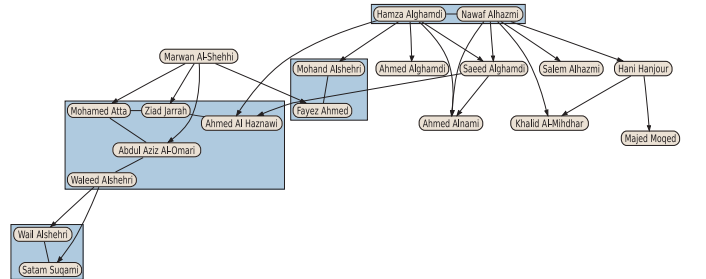 Hamza Alghamdi
Nawaf Alhazmi
Marwan Al-Shehhi
Mohand Alshehri
Ahmed Alghamdi
Saeed Alghamdi
Salem Alhazmi
Hani Hanjour
Mohamed Atta
Ziad Jarrah
Ahmed Al Haznawi
Fayez Ahmed
Ahmed Alnami
Khalid Al-Mihdhar
Majed Moqed
Abdul Aziz Al-Omari
Waleed Alshehri
Wail Alshehri
Satam Suqami